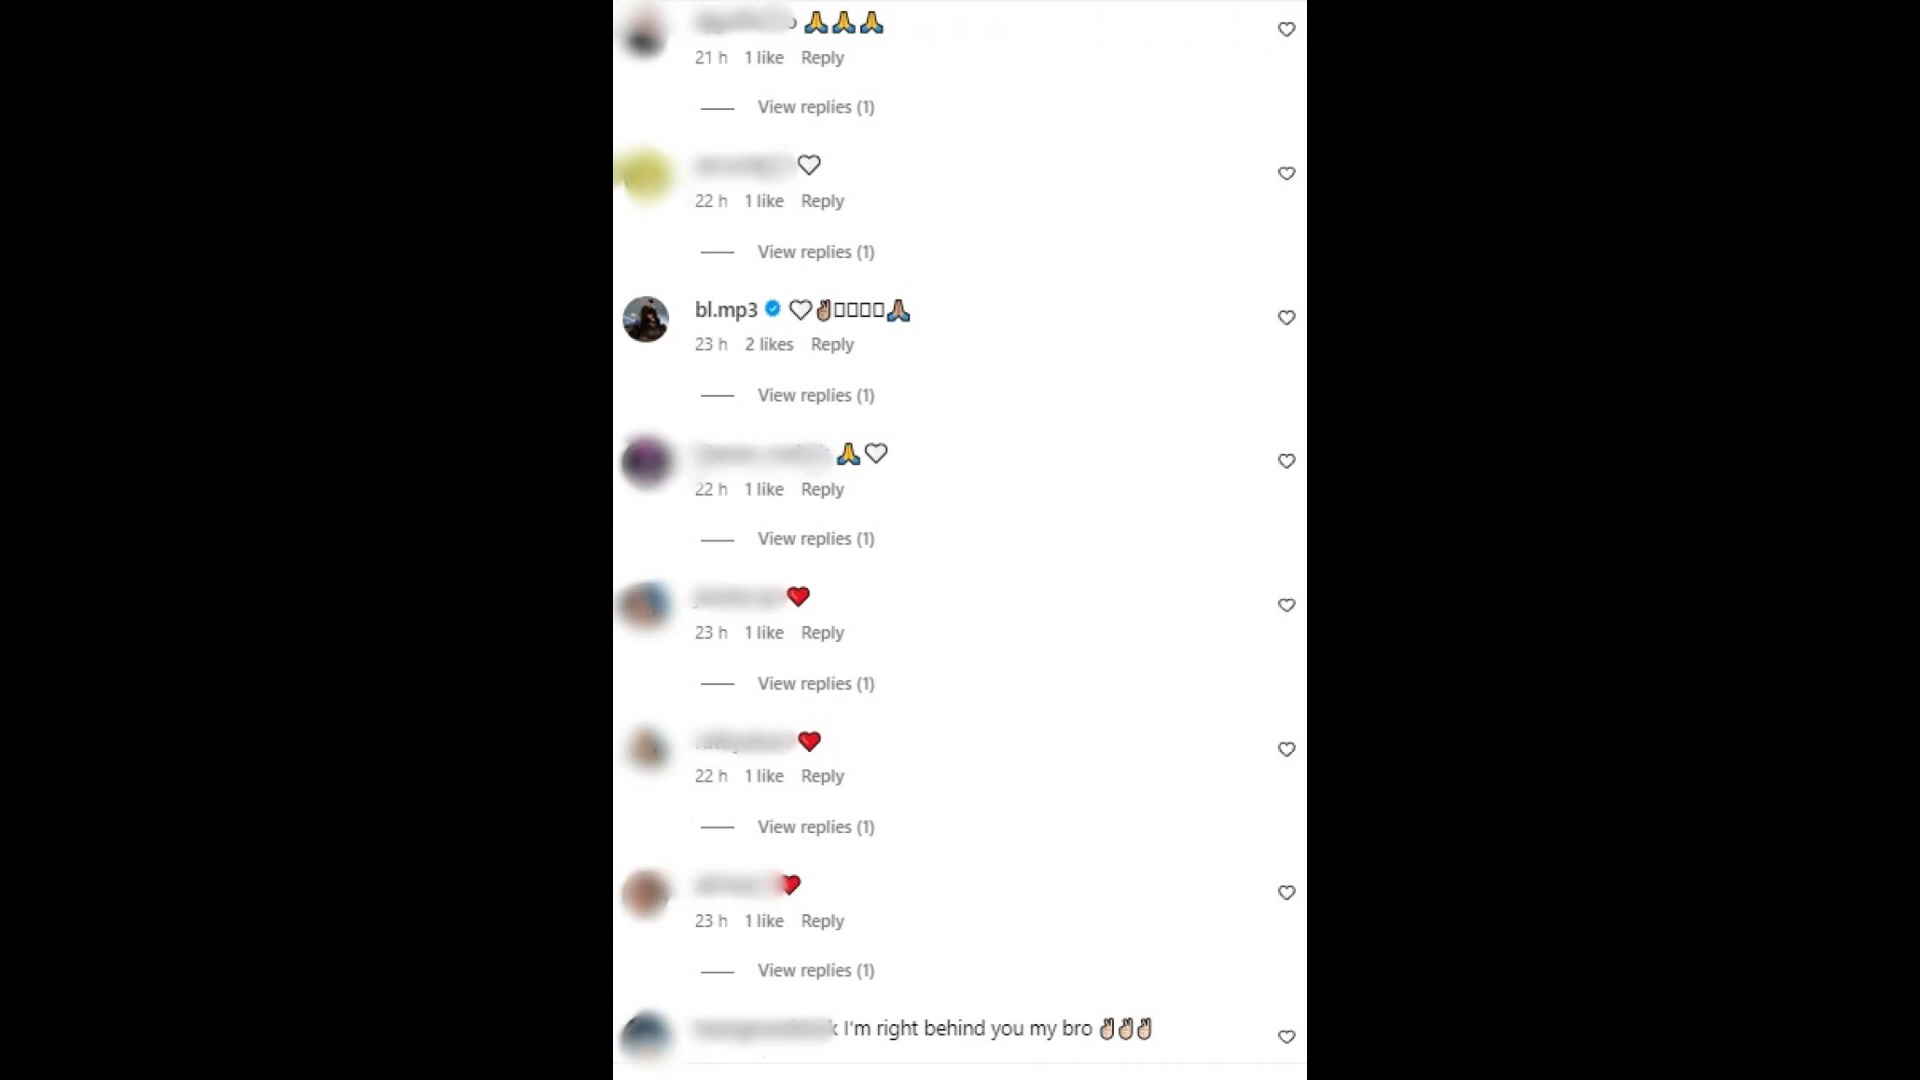 🙏🙏🙏
21 h 1 like Reply
View replies (1)
🤍
22 h 1 like Reply
View replies (1)
bl.mp3 🤍✌🏽🙏🏽
23 h 2 likes Reply
View replies (1)
🙏🤍
22 h 1 like Reply
View replies (1)
❤️
23 h 1 like Reply
View replies (1)
❤️
22 h 1 like Reply
View replies (1)
❤️
23 h 1 like Reply
View replies (1)
I'm right behind you my bro ✌🏻✌🏻✌🏻